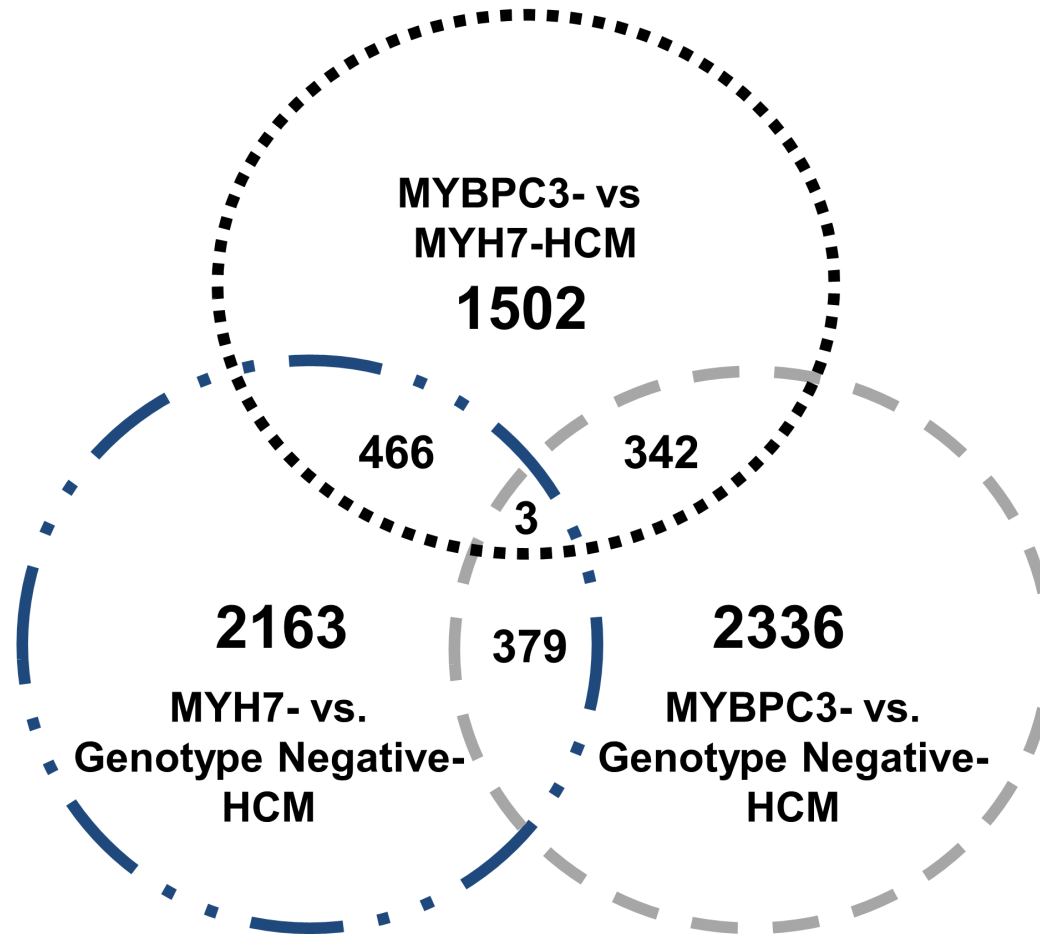 MYBPC3- vs
MYH7-HCM
1502
466
342
3
2163
379
2336
MYH7- vs.
Genotype Negative-
HCM
MYBPC3- vs.
Genotype Negative-
HCM